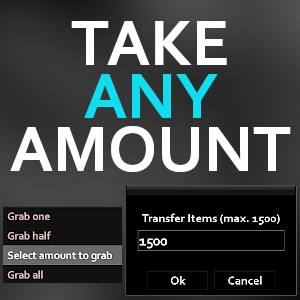 TAKE
ANY
AMOUNT
Grab one
Grab half
Select amount to grab
Grab all
Transfer Items (max. 1500)
1500
Ok Cancel